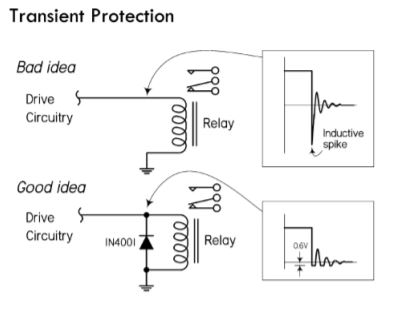 Transient Protection
Bad idea
Drive
Circuitry
Relay
Inductive
spike
Good idea
Drive
Circuitry
IN4001
Relay
0.6V